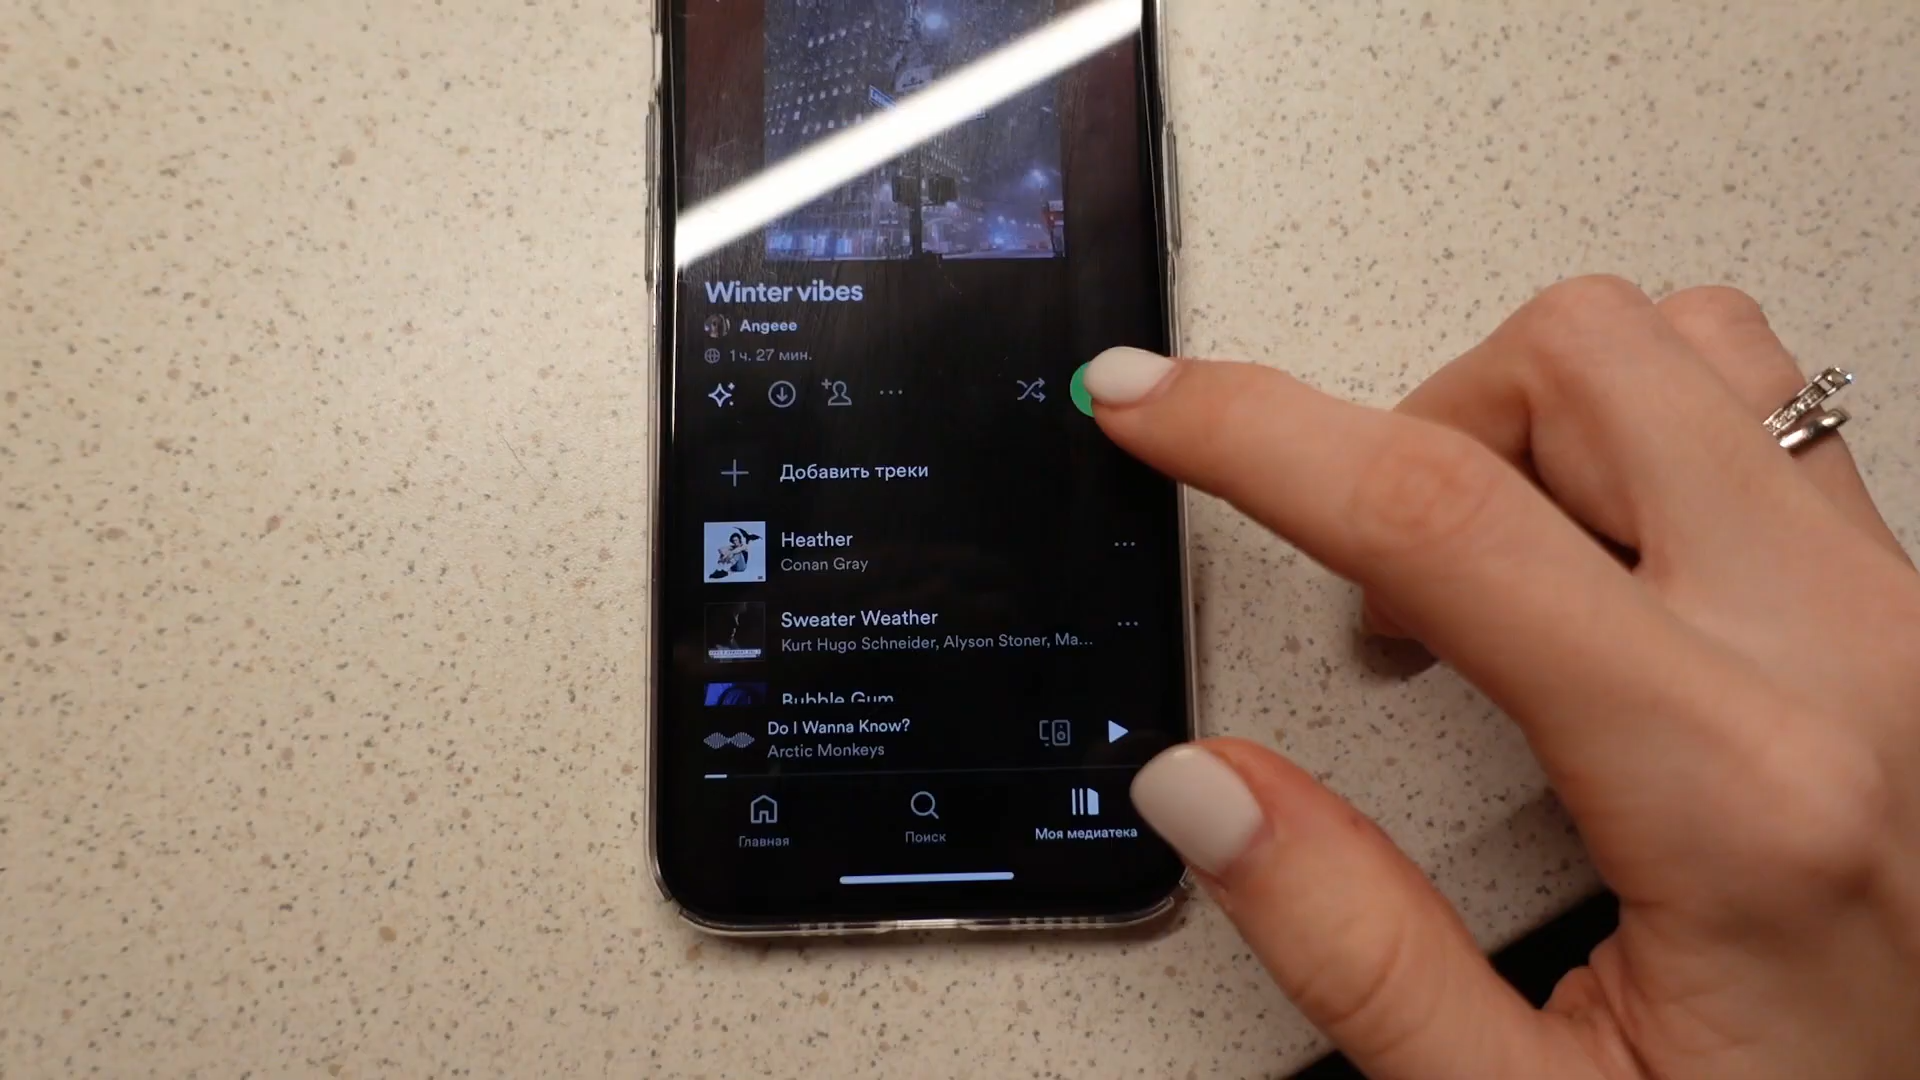 Winter vibes
Angeee
1 ч. 27 мин.
Добавить треки
Heather
Conan Gray
Sweater Weather
Kurt Hugo Schneider, Alyson Stoner, Ma...
Bubble Gum
Do I Wanna Know?
Arctic Monkeys
Главная
Поиск
Моя медиатека